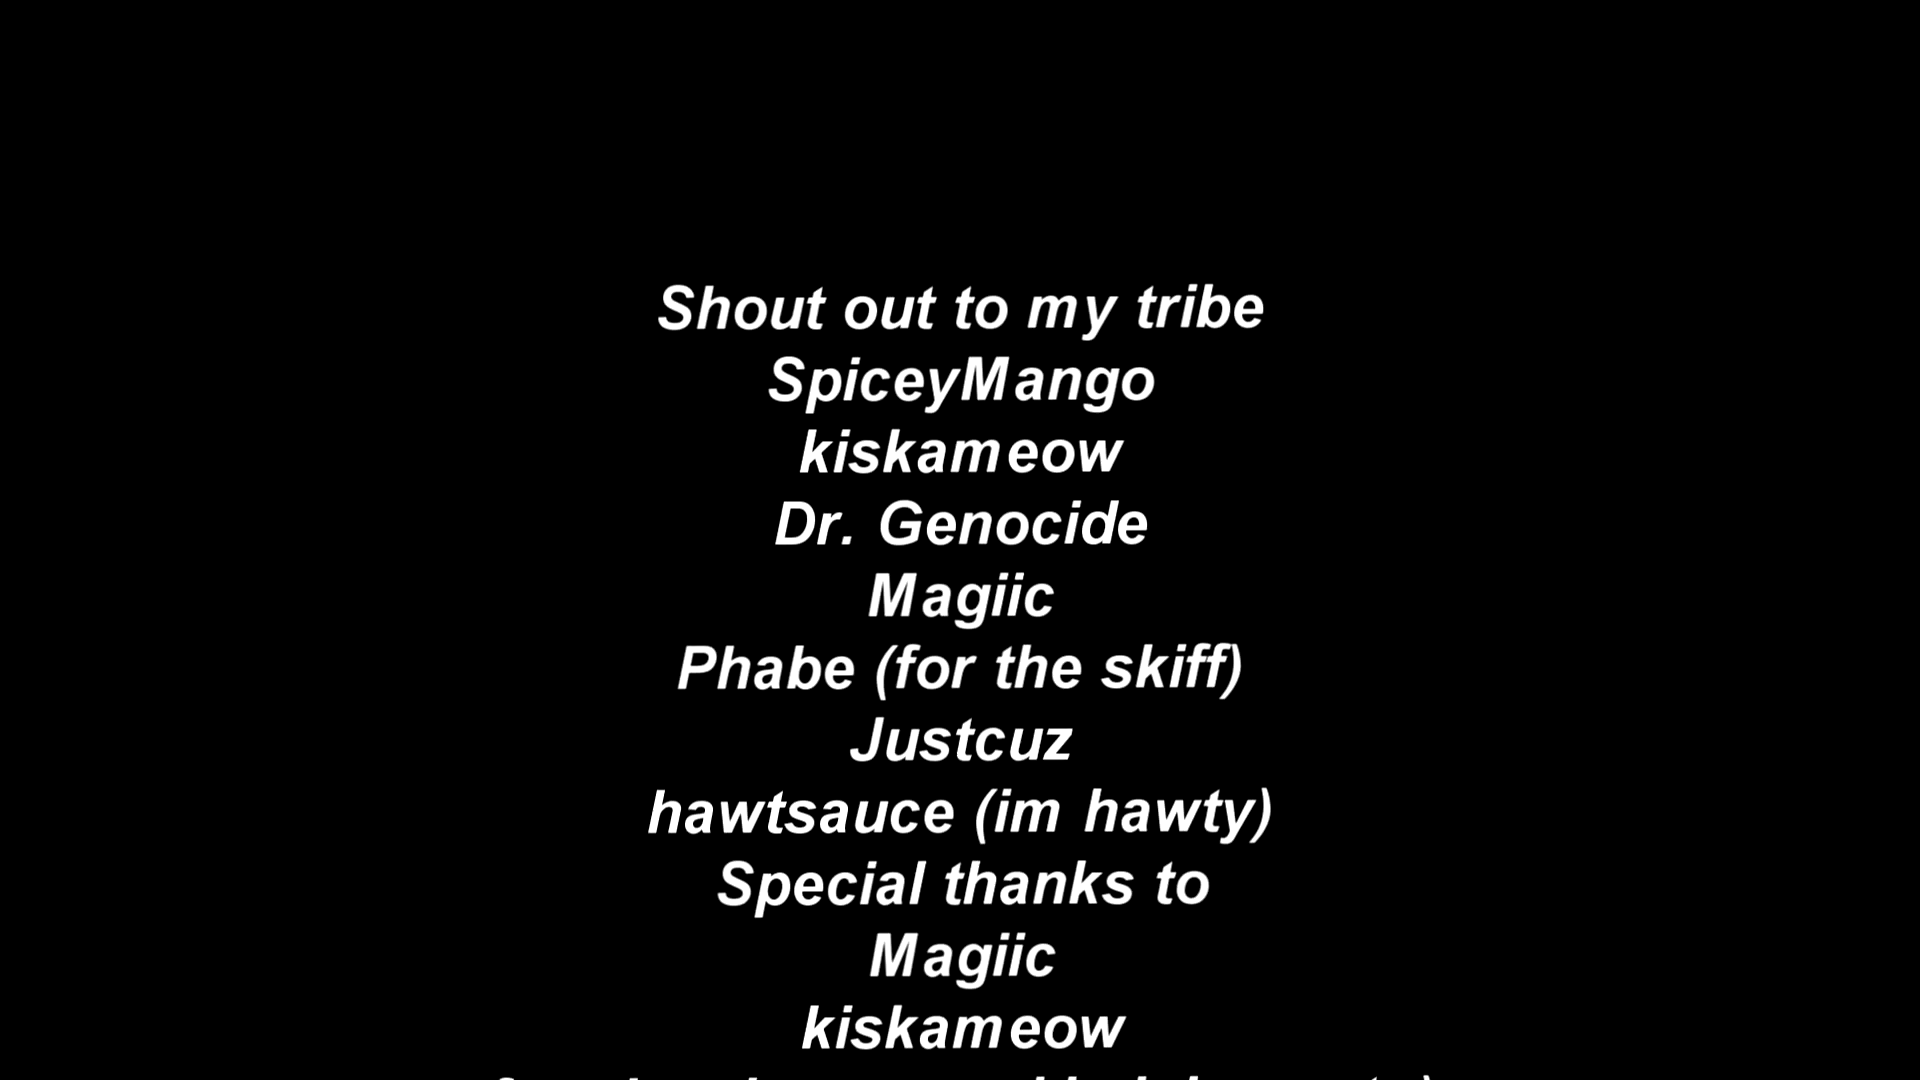 Shout out to my tribe
SpiceyMango
kiskameow
Dr. Genocide
Magiic
Phabe (for the skiff)
Justcuz
hawtsauce (im hawty)
Special thanks to
Magiic
kiskameow